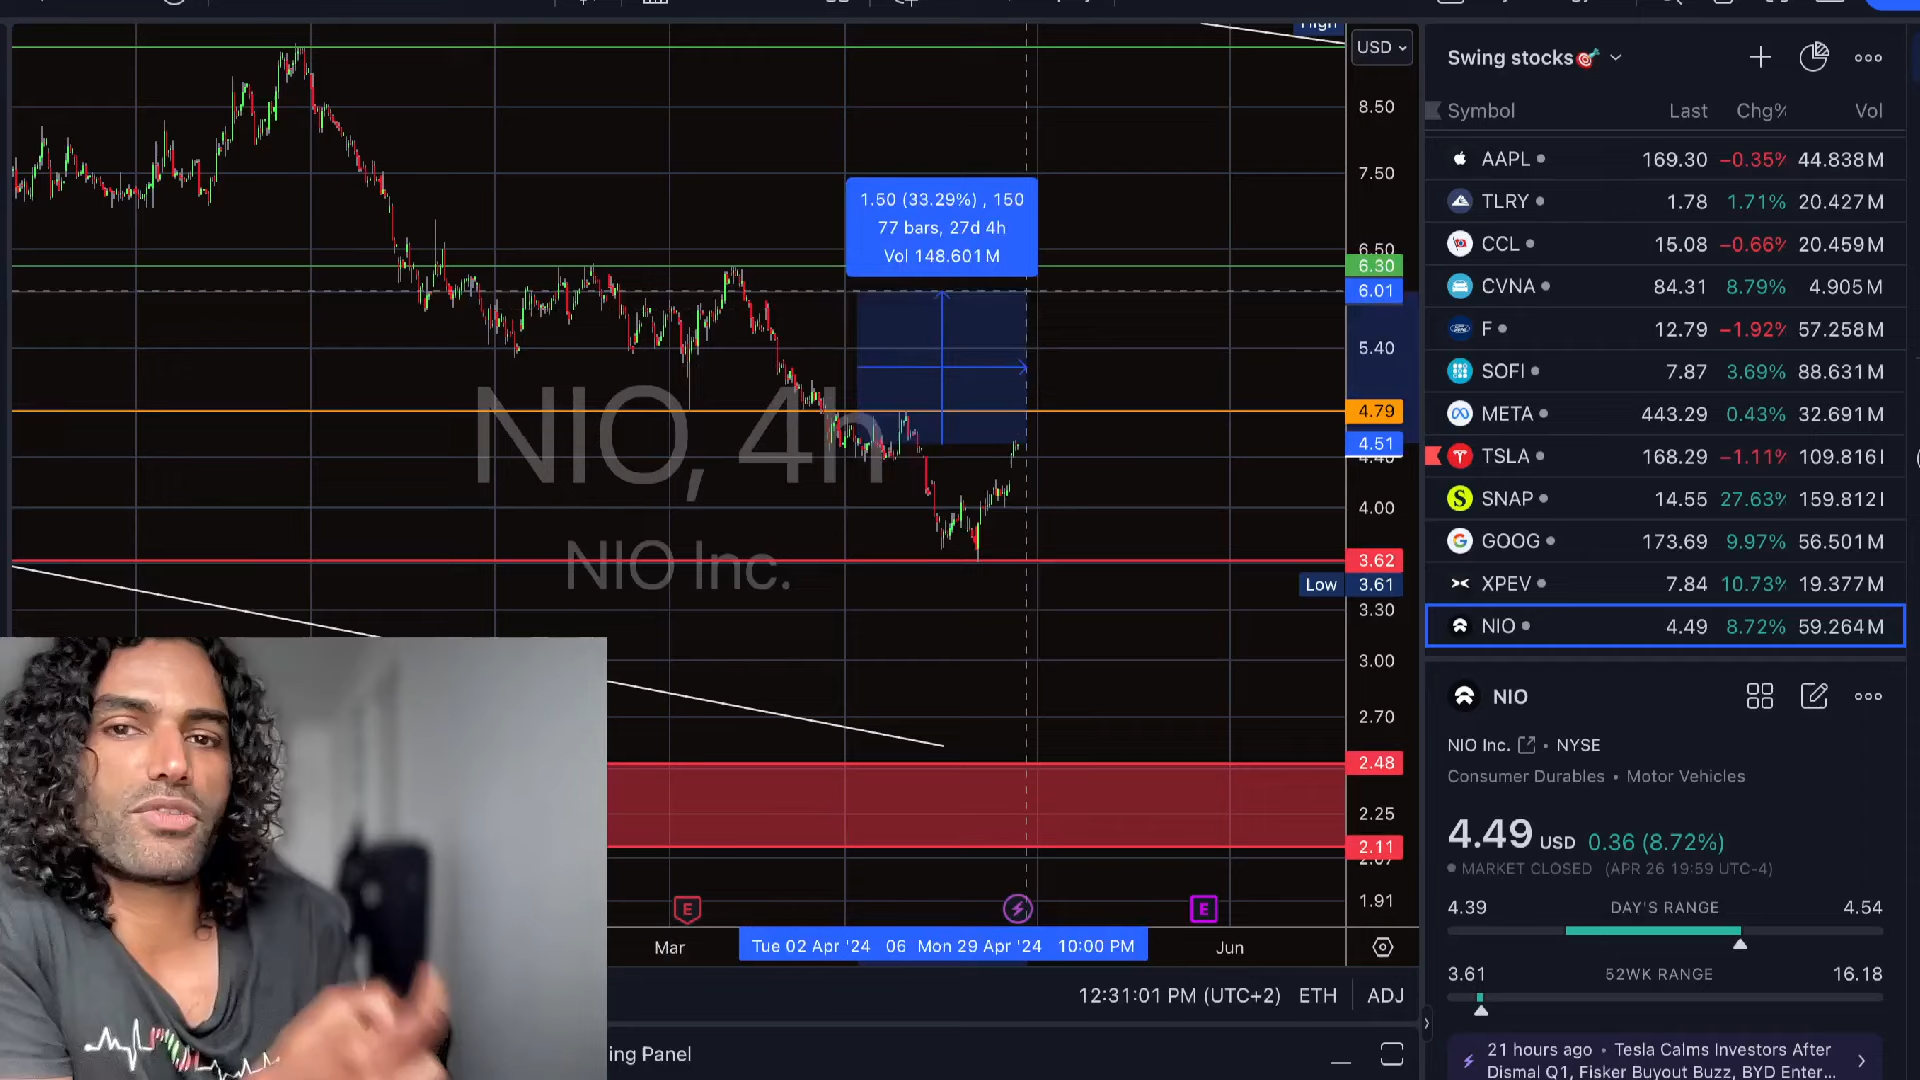 High
USD
8.50
7.50
6.50
6.30
6.01
5.40
4.79
4.51
4.00
3.62
Low 3.61
3.30
3.00
2.70
2.48
2.25
2.11
1.91
1.50 (33.29%) , 150
77 bars, 27d 4h
Vol 148.601M
NIO, 4h
NIO Inc.
E
E
Mar
Tue 02 Apr '24 06 Mon 29 Apr '24 10:00 PM
Jun
12:31:01 PM (UTC+2) ETH ADJ
ing Panel
Swing stocks
Symbol Last Chg% Vol
AAPL 169.30 −0.35% 44.838M
TLRY 1.78 1.71% 20.427M
CCL 15.08 −0.66% 20.459M
CVNA 84.31 8.79% 4.905M
F 12.79 −1.92% 57.258M
SOFI 7.87 3.69% 88.631M
META 443.29 0.43% 32.691M
TSLA 168.29 −1.11% 109.816
SNAP 14.55 27.63% 159.812
GOOG 173.69 9.97% 56.501M
XPEV 7.84 10.73% 19.377M
NIO 4.49 8.72% 59.264M
NIO
NIO Inc. • NYSE
Consumer Durables • Motor Vehicles
4.49 USD 0.36 (8.72%)
MARKET CLOSED (APR 26 19:59 UTC-4)
4.39 DAY'S RANGE 4.54
3.61 52WK RANGE 16.18
21 hours ago • Tesla Calms Investors After
Dismal Q1, Fisker Buyout Buzz, BYD Enter...